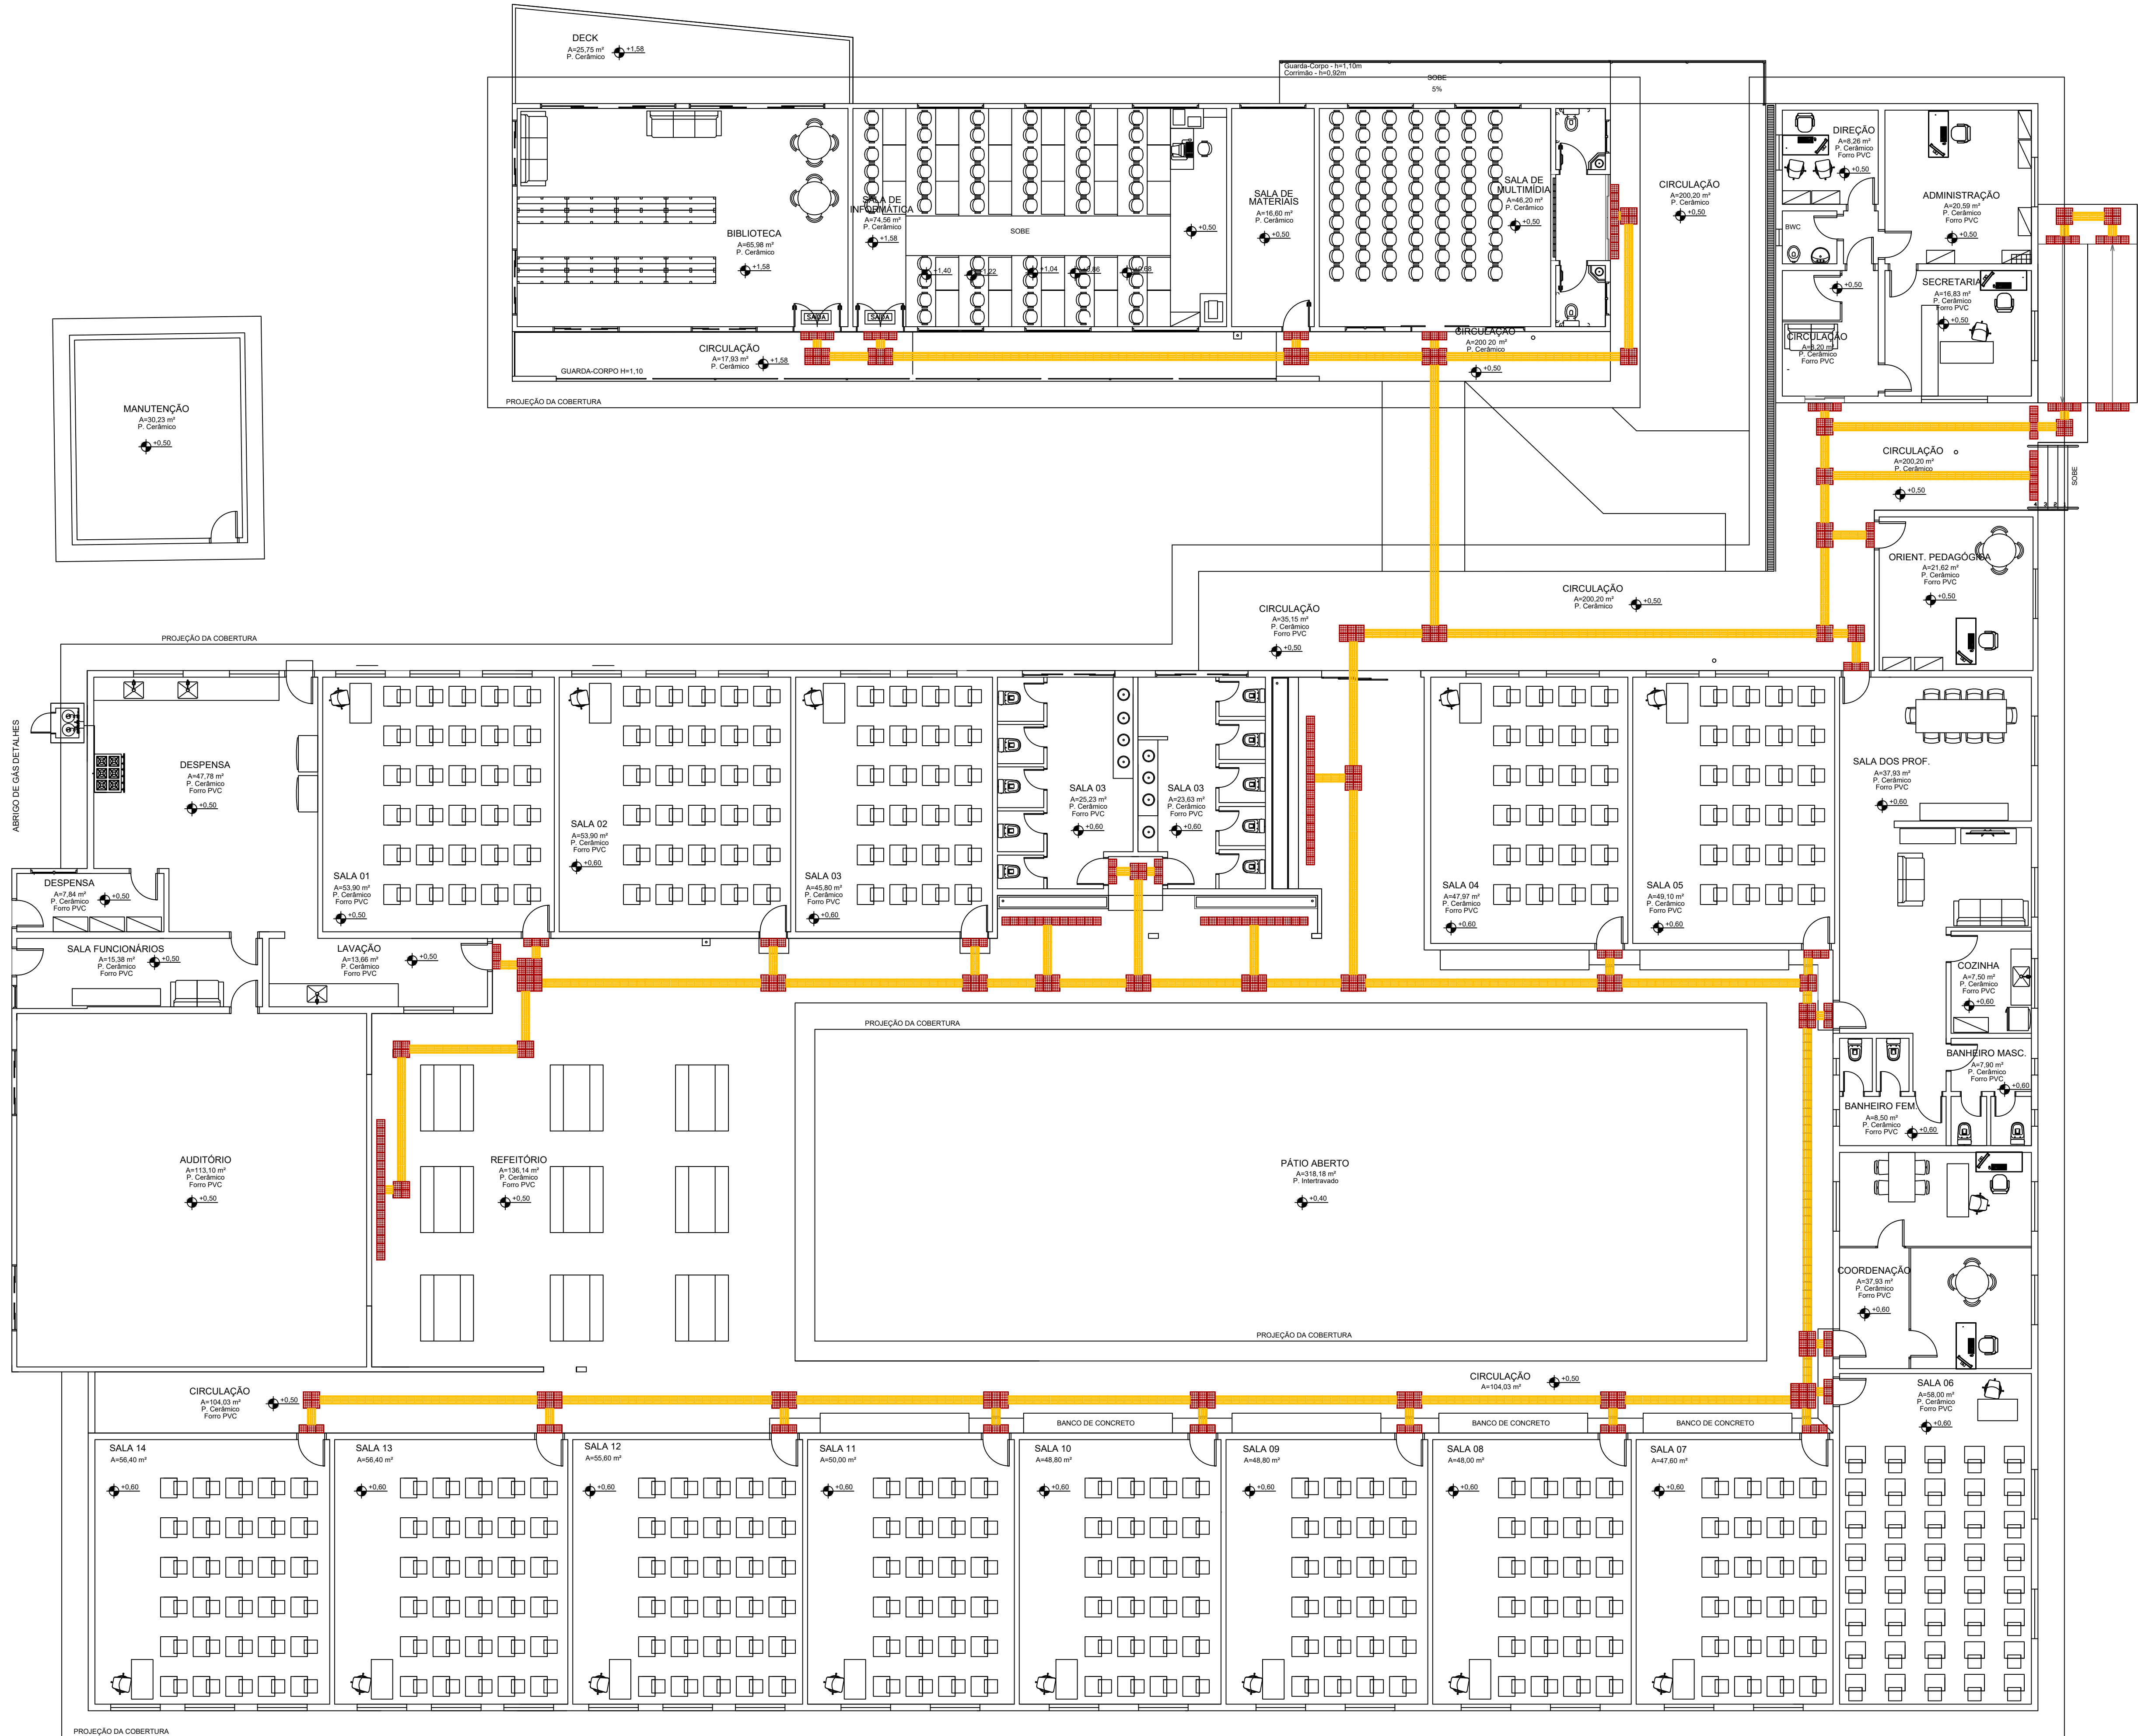 DECK
A=25,75 m²
P. Cerâmico
+1,58
Guarda-Corpo - h=1,10m
Corrimão - h=0,92m
SOBE
5%
BIBLIOTECA
A=65,98 m²
P. Cerâmico
+1,58
SALA DE
INFORMÁTICA
A=74,56 m²
P. Cerâmico
+1,58
SOBE
+1,40
+1,22
+1,04
+0,86
+0,68
+0,50
SALA DE
MATERIAIS
A=16,60 m²
P. Cerâmico
+0,50
SALA DE
MULTIMÍDIA
A=46,20 m²
P. Cerâmico
+0,50
CIRCULAÇÃO
A=200,20 m²
P. Cerâmico
+0,50
DIREÇÃO
A=8,26 m²
P. Cerâmico
Forro PVC
+0,50
ADMINISTRAÇÃO
A=20,59 m²
P. Cerâmico
Forro PVC
+0,50
BWC
+0,50
SECRETARIA
A=16,83 m²
P. Cerâmico
Forro PVC
+0,50
CIRCULAÇÃO
A=8,20 m
P. Cerâmico
Forro PVC
SAÍDA
SAÍDA
CIRCULAÇÃO
A=17,93 m²
P. Cerâmico
+1,58
GUARDA-CORPO H=1,10
CIRCULAÇÃO
A=200 20 m²
P. Cerâmico
+0,50
PROJEÇÃO DA COBERTURA
MANUTENÇÃO
A=30,23 m²
P. Cerâmico
+0,50
CIRCULAÇÃO
A=200,20 m²
P. Cerâmico
+0,50
SOBE
4 3 2 1
ORIENT. PEDAGÓGICA
A=21,62 m²
P. Cerâmico
Forro PVC
+0,50
CIRCULAÇÃO
A=200,20 m²
P. Cerâmico
+0,50
CIRCULAÇÃO
A=35,15 m²
P. Cerâmico
Forro PVC
+0,50
PROJEÇÃO DA COBERTURA
ABRIGO DE GÁS DETALHES
DESPENSA
A=47,78 m²
P. Cerâmico
Forro PVC
+0,50
SALA 01
A=53,90 m²
P. Cerâmico
Forro PVC
+0,50
SALA 02
A=53,90 m²
P. Cerâmico
Forro PVC
+0,60
SALA 03
A=45,80 m²
P. Cerâmico
Forro PVC
+0,60
SALA 03
A=25,23 m²
P. Cerâmico
Forro PVC
+0,60
SALA 03
A=23,63 m²
P. Cerâmico
Forro PVC
+0,60
SALA 04
A=47,97 m²
P. Cerâmico
Forro PVC
+0,60
SALA 05
A=49,10 m²
P. Cerâmico
Forro PVC
+0,60
SALA DOS PROF.
A=37,93 m²
P. Cerâmico
Forro PVC
+0,60
DESPENSA
A=7,84 m²
P. Cerâmico
Forro PVC
+0,50
SALA FUNCIONÁRIOS
A=15,38 m²
P. Cerâmico
Forro PVC
+0,50
LAVAÇÃO
A=13,66 m²
P. Cerâmico
Forro PVC
+0,50
COZINHA
A=7,50 m²
P. Cerâmico
Forro PVC
+0,60
BANHEIRO MASC.
A=7,90 m²
P. Cerâmico
Forro PVC
+0,60
BANHEIRO FEM.
A=8,50 m²
P. Cerâmico
Forro PVC
+0,60
PROJEÇÃO DA COBERTURA
AUDITÓRIO
A=113,10 m²
P. Cerâmico
Forro PVC
+0,50
REFEITÓRIO
A=136,14 m²
P. Cerâmico
Forro PVC
+0,50
PÁTIO ABERTO
A=318,18 m²
P. Intertravado
+0,40
PROJEÇÃO DA COBERTURA
COORDENAÇÃO
A=37,93 m²
P. Cerâmico
Forro PVC
+0,60
CIRCULAÇÃO
A=104,03 m²
P. Cerâmico
Forro PVC
+0,50
CIRCULAÇÃO
A=104,03 m²
+0,50
SALA 06
A=58,00 m²
P. Cerâmico
Forro PVC
+0,60
BANCO DE CONCRETO
BANCO DE CONCRETO
BANCO DE CONCRETO
SALA 14
A=56,40 m²
+0,60
SALA 13
A=56,40 m²
+0,60
SALA 12
A=55,60 m²
+0,60
SALA 11
A=50,00 m²
+0,60
SALA 10
A=48,80 m²
+0,60
SALA 09
A=48,80 m²
+0,60
SALA 08
A=48,00 m²
+0,60
SALA 07
A=47,60 m²
+0,60
PROJEÇÃO DA COBERTURA